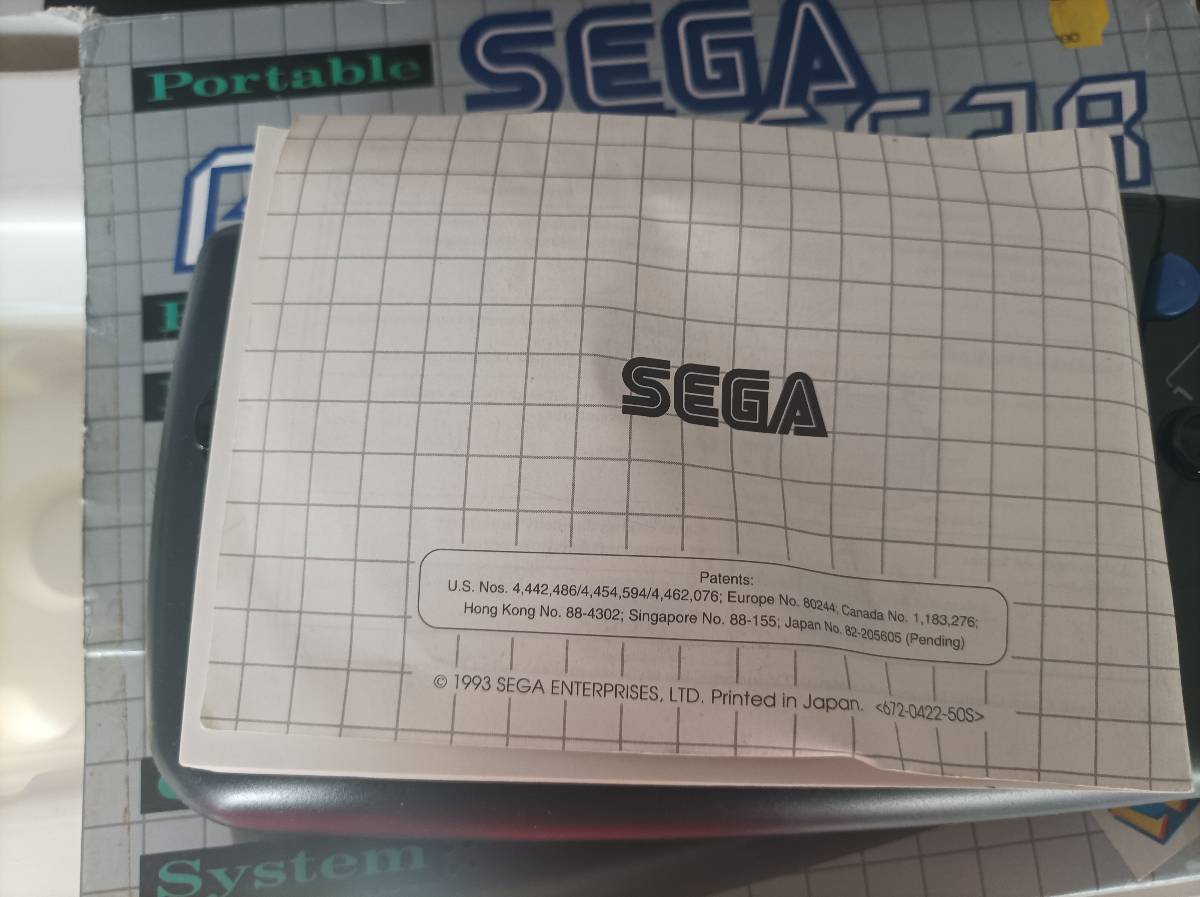 Portable
SEGA
SEGA
Patents:
U.S. Nos. 4,442,486/4,454,594/4,462,076; Europe No. 80244; Canada No. 1,183,276;
Hong Kong No. 88-4302; Singapore No. 88-155; Japan No. 82-205605 (Pending)
© 1993 SEGA ENTERPRISES, LTD. Printed in Japan. <672-0422-50S>
System